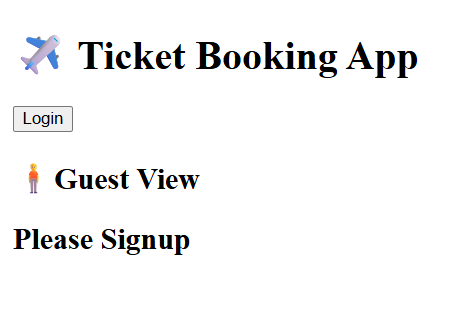 ✈️ Ticket Booking App
Login
🧍 Guest View
Please Signup